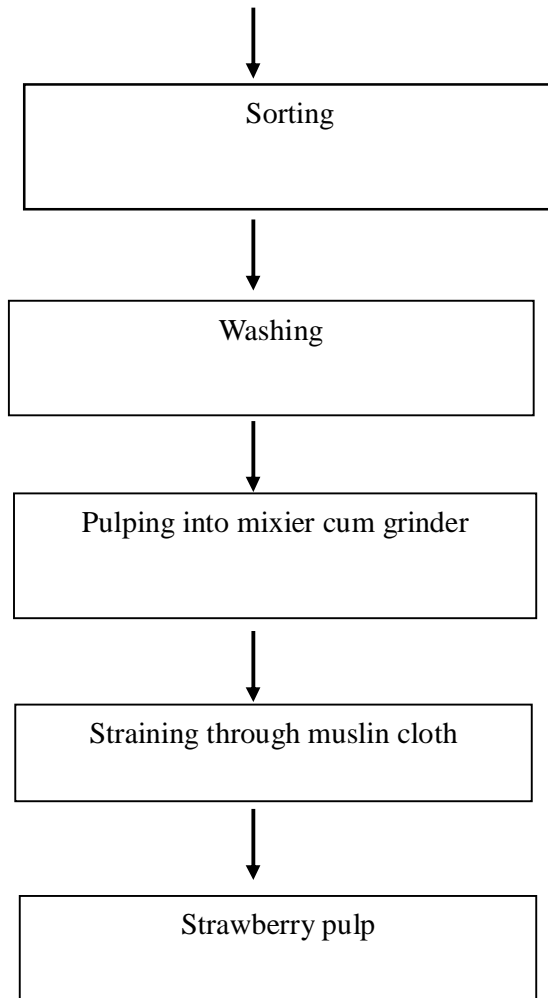 Sorting
Washing
Pulping into mixier cum grinder
Straining through muslin cloth
Strawberry pulp